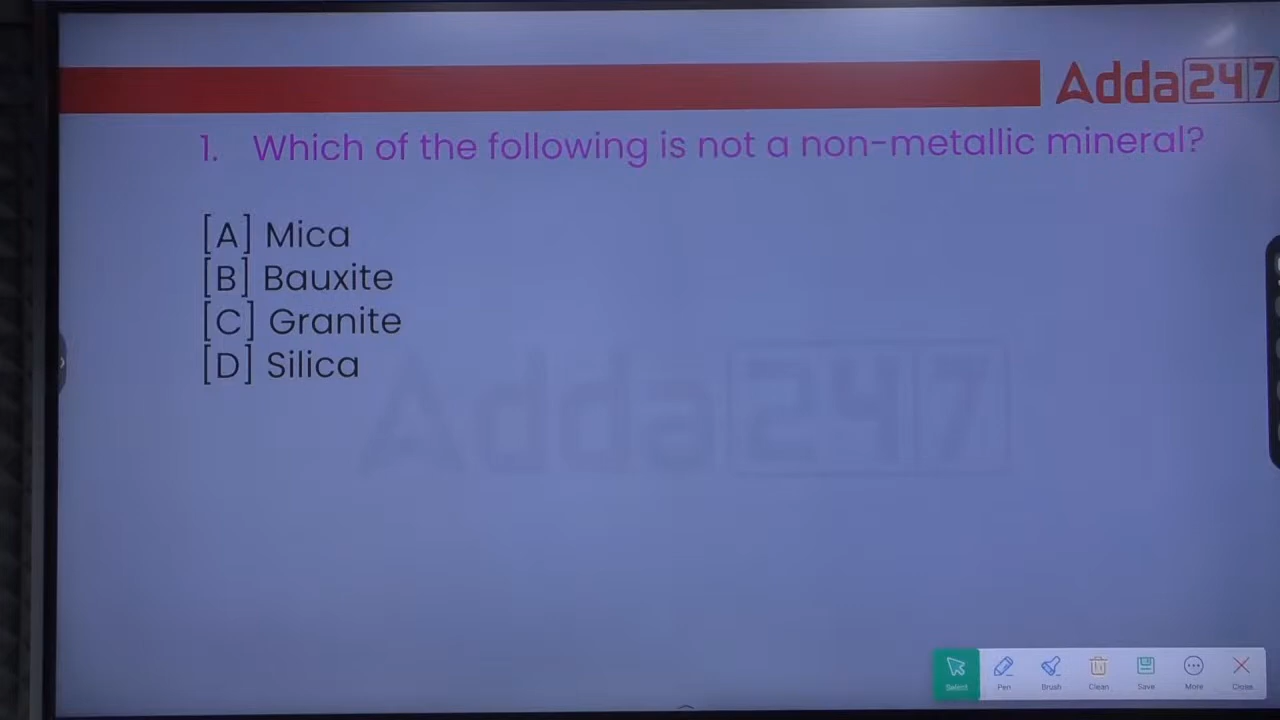 Adda247
1. Which of the following is not a non-metallic mineral?
[A] Mica
[B] Bauxite
[C] Granite
[D] Silica
Adda247
Select Pen Brush Clean Save More Close